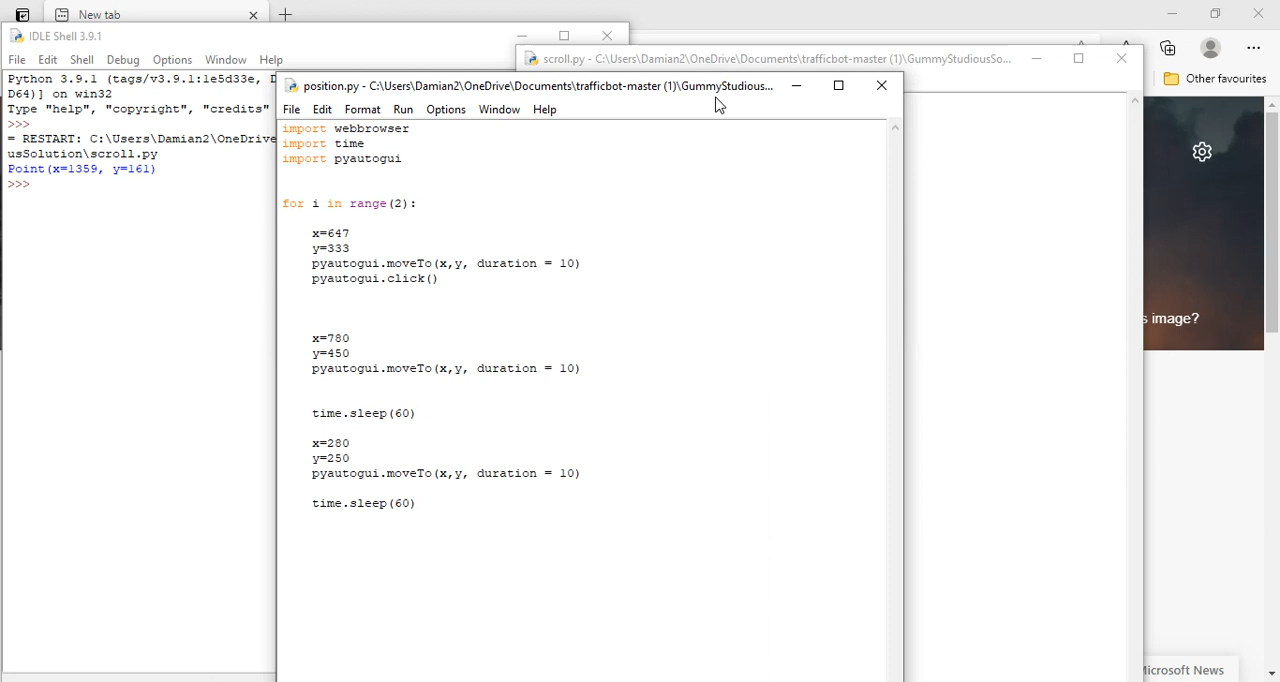 New tab
IDLE Shell 3.9.1
File Edit Shell Debug Options Window Help
Python 3.9.1 (tags/v3.9.1:1e5d33e, D
D64)] on win32
Type "help", "copyright", "credits"
>>>
= RESTART: C:\Users\Damian2\OneDrive
usSolution\scroll.py
Point(x=1359, y=161)
>>>
scroll.py - C:\Users\Damian2\OneDrive\Documents\trafficbot-master (1)\GummyStudiousSo...
position.py - C:\Users\Damian2\OneDrive\Documents\trafficbot-master (1)\GummyStudious...
File Edit Format Run Options Window Help
import webbrowser
import time
import pyautogui
for i in range(2):
x=647
y=333
pyautogui.moveTo(x,y, duration = 10)
pyautogui.click()
x=780
y=450
pyautogui.moveTo(x,y, duration = 10)
time.sleep(60)
x=280
y=250
pyautogui.moveTo(x,y, duration = 10)
time.sleep(60)
Other favourites
s image?
Microsoft News